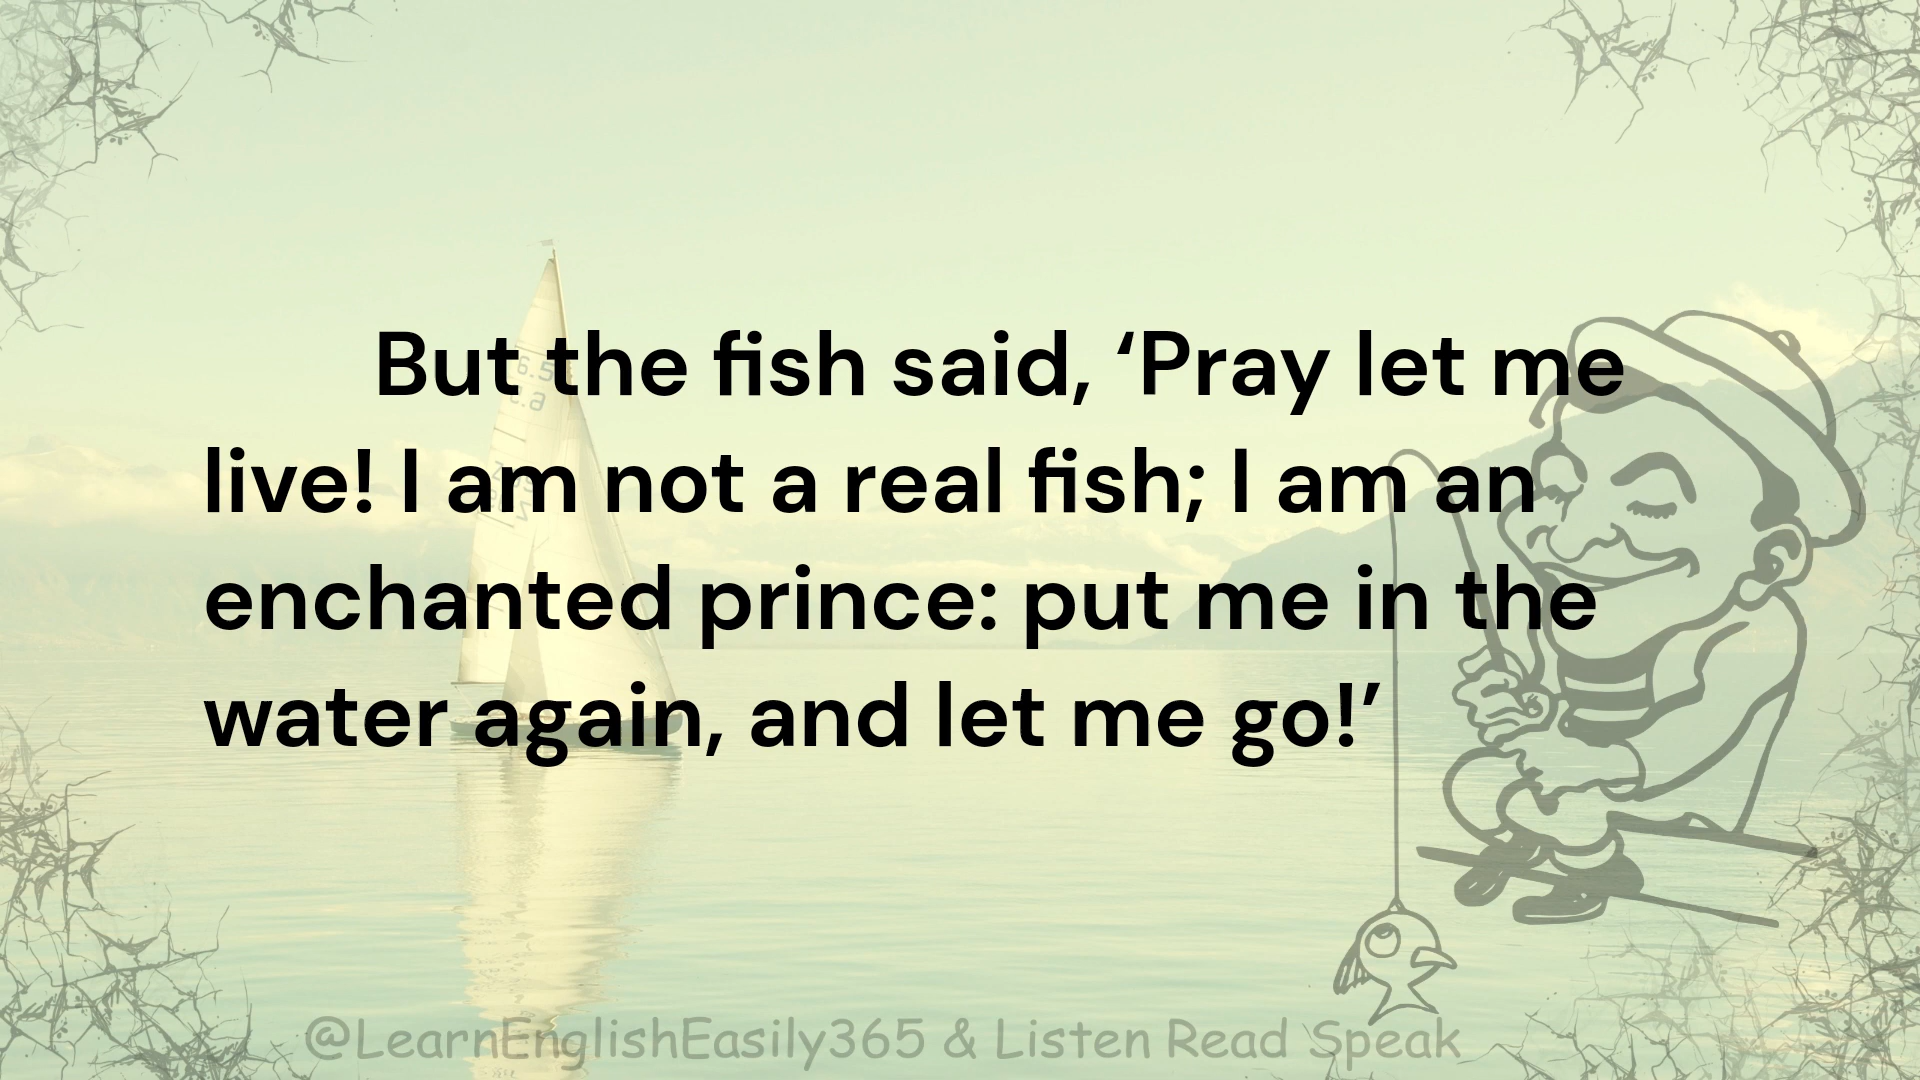 But the fish said, ‘Pray let me
live! I am not a real fish; I am an
enchanted prince: put me in the
water again, and let me go!’
@LearnEnglishEasily365 & Listen Read Speak